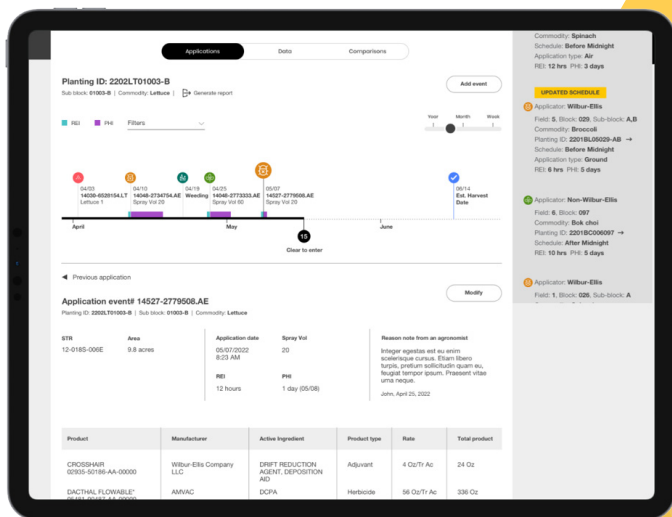 Applications
Data
Comparisons
Planting ID: 2202LT01003-B
Sub block: 01003-B | Commodity: Lettuce | Generate report
Add event
REI
PHI
Filters
Year
Month
Week
04/03
14038-6528154.LT
Lettuce 1
04/10
14048-2734754.AE
Spray Vol 20
04/19
Weeding
04/25
14048-2773333.AE
Spray Vol 60
05/07
14527-2779508.AE
Spray Vol 20
06/14
Est. Harvest
Date
April
May
June
15
Clear to enter
Previous application
Application event# 14527-2779508.AE
Planting ID: 2202LT01003-B | Sub block: 01003-B | Commodity: Lettuce
Modify
STR
12-018S-006E
Area
9.8 acres
Application date
05/07/2022
8:23 AM
Spray Vol
20
REI
12 hours
PHI
1 day (05/08)
Reason note from an agronomist
Integer egestas est eu enim
scelerisque cursus. Etiam libero
turpis, pretium sollicitudin quam eu,
feugiat tempor ipsum. Praesent vitae
urna neque.
John, April 25, 2022
Product
Manufacturer
Active Ingredient
Product type
Rate
Total product
CROSSHAIR
02935-50186-AA-00000
Wilbur-Ellis Company
LLC
DRIFT REDUCTION
AGENT, DEPOSITION
AID
Adjuvant
4 Oz/Tr Ac
24 Oz
DACTHAL FLOWABLE"
AMVAC
DCPA
Herbicide
56 Oz/Tr Ac
336 Oz
Commodity: Spinach
Schedule: Before Midnight
Application type: Air
REI: 12 hrs PHI: 3 days
UPDATED SCHEDULE
Applicator: Wilbur-Ellis
Field: 5, Block: 029, Sub-block: A,B
Commodity: Broccoli
Planting ID: 2201BL05029-AB →
Schedule: Before Midnight
Application type: Ground
REI: 6 hrs PHI: 5 days
Applicator: Non-Wilbur-Ellis
Field: 6, Block: 097
Commodity: Bok choi
Planting ID: 2201BC006097 →
Schedule: After Midnight
REI: 10 hrs PHI: 5 days
Applicator: Wilbur-Ellis
Field: 1, Block: 026, Sub-block: A